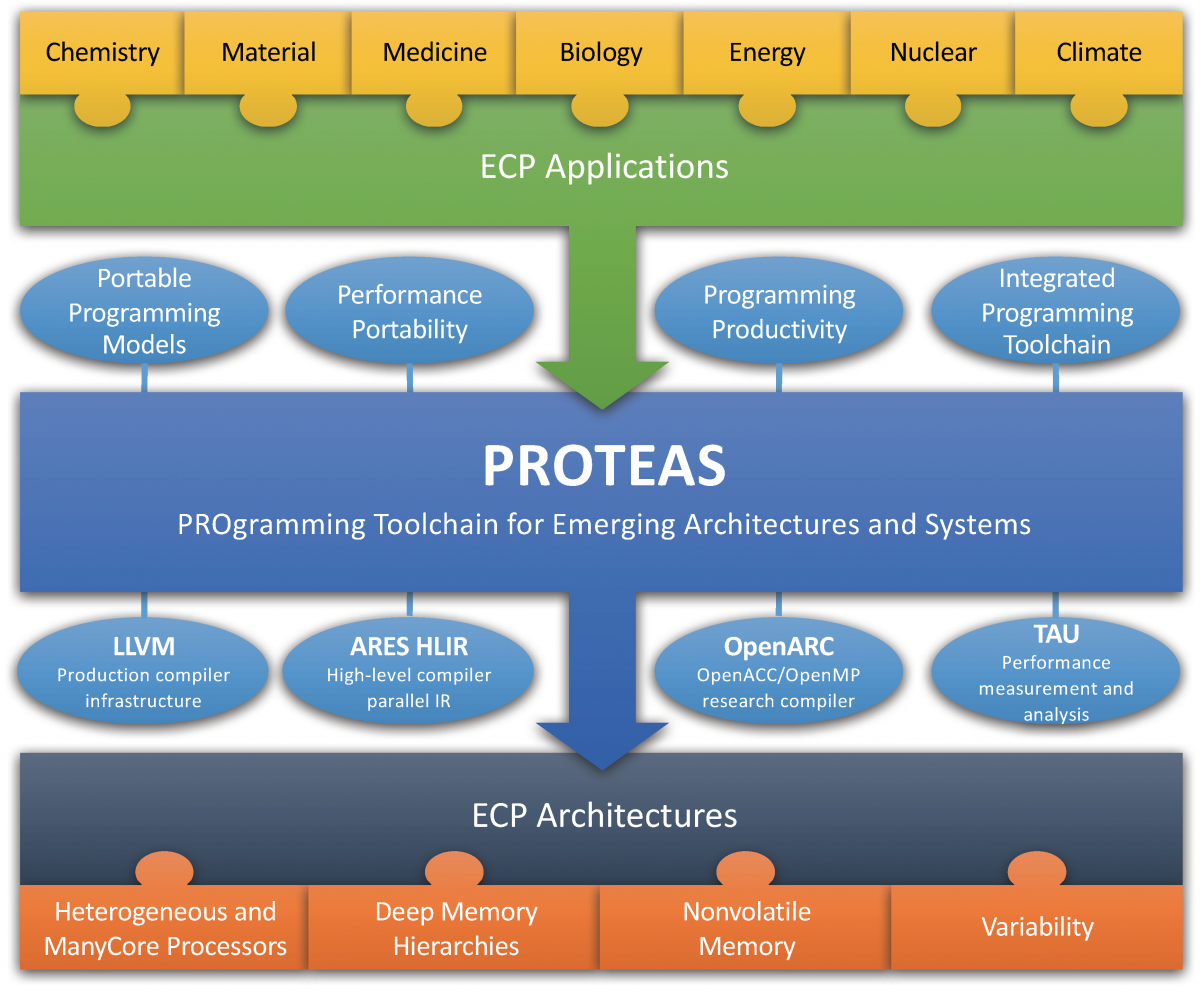 Chemistry
Material
Medicine
Biology
Energy
Nuclear
Climate
ECP Applications
Portable
Programming
Models
Performance
Portability
Programming
Productivity
Integrated
Programming
Toolchain
PROTEAS
PROgramming Toolchain for Emerging Architectures and Systems
LLVM
Production compiler
infrastructure
ARES HLIR
High-level compiler
parallel IR
OpenARC
OpenACC/OpenMP
research compiler
TAU
Performance
measurement and
analysis
ECP Architectures
Heterogeneous and
ManyCore Processors
Deep Memory
Hierarchies
Nonvolatile
Memory
Variability